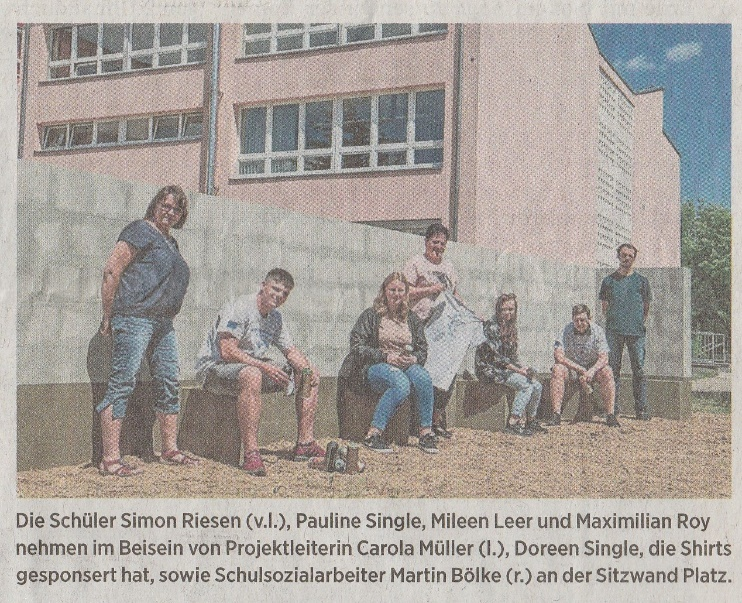 Die Schüler Simon Riesen (v.l.), Pauline Single, Mileen Leer und Maximilian Roy
nehmen im Beisein von Projektleiterin Carola Müller (l.), Doreen Single, die Shirts
gesponsert hat, sowie Schulsozialarbeiter Martin Bölke (r.) an der Sitzwand Platz.